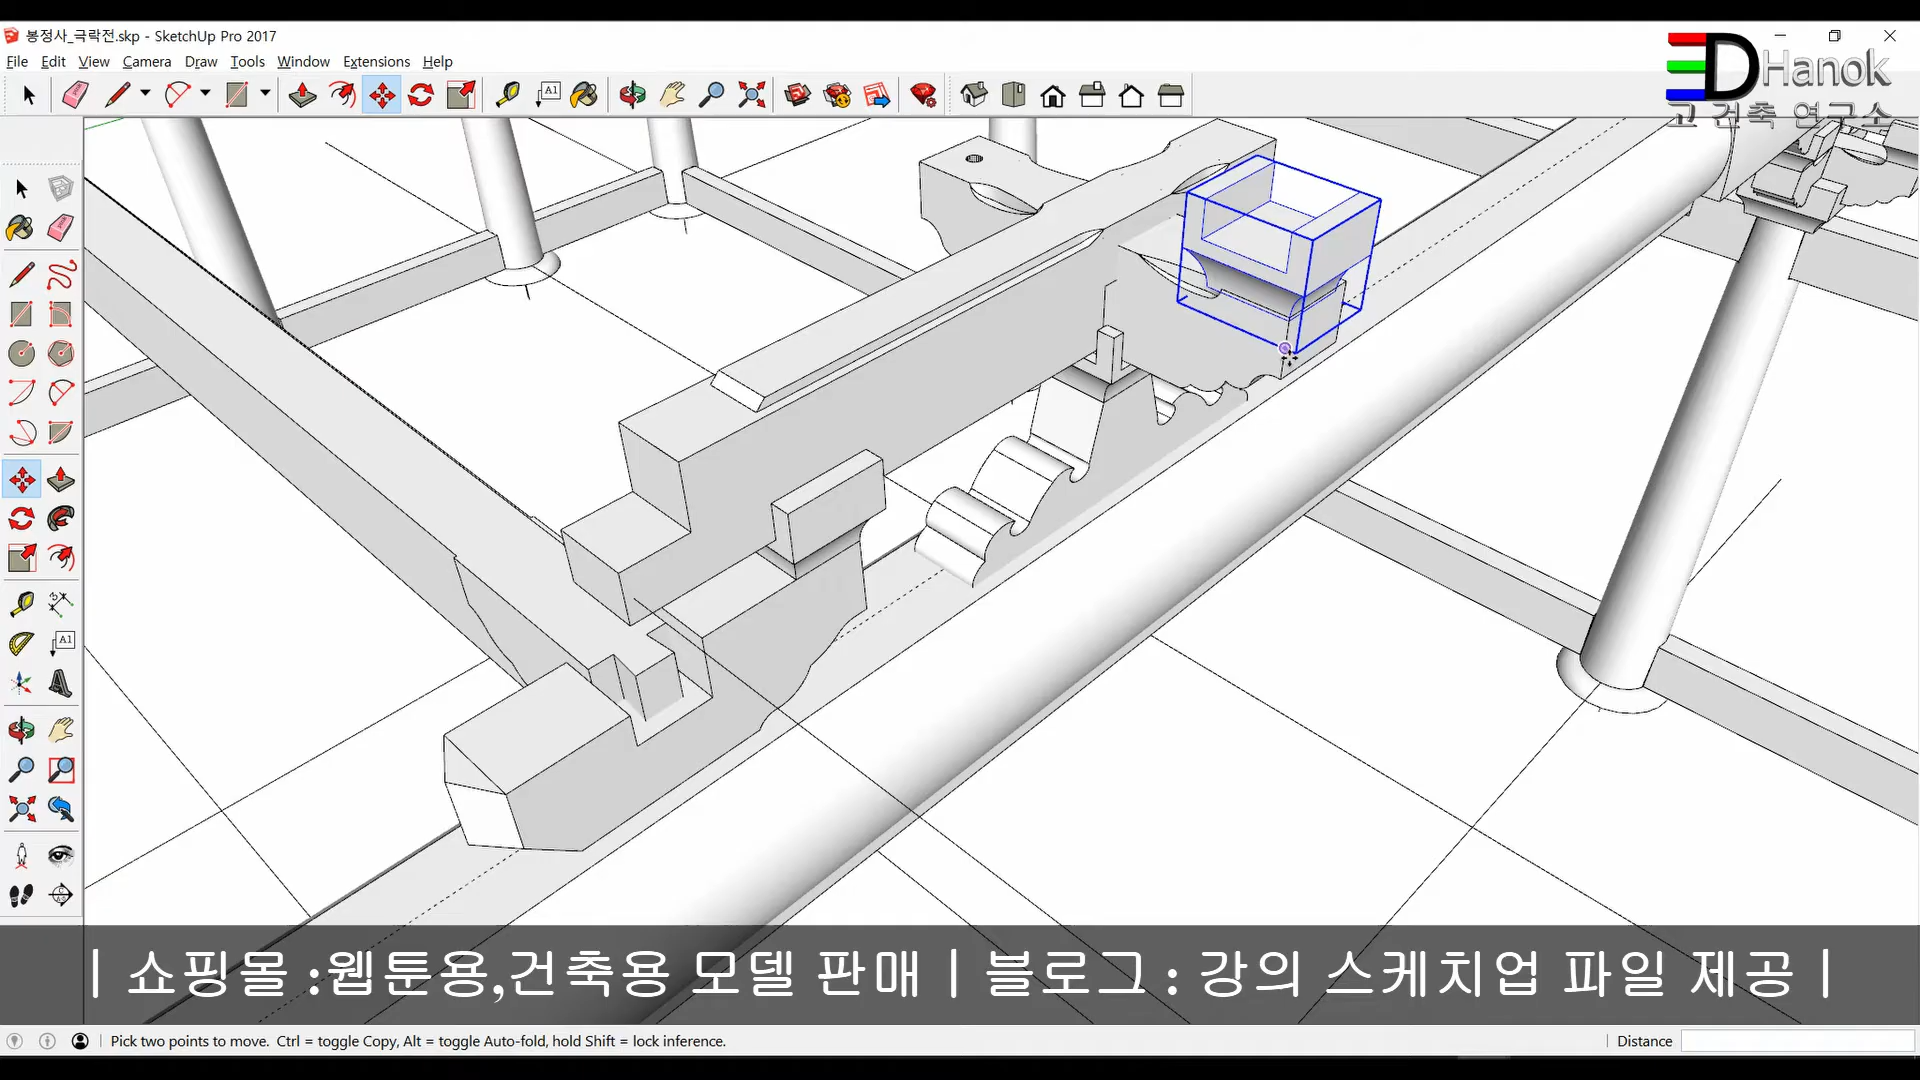 봉정사_극락전.skp - SketchUp Pro 2017
File Edit View Camera Draw Tools Window Extensions Help
3DHanok
고 건축 연구소
A1
A1
| 쇼핑몰 :웹툰용,건축용 모델 판매 | 블로그 : 강의 스케치업 파일 제공 |
Pick two points to move. Ctrl = toggle Copy, Alt = toggle Auto-fold, hold Shift = lock inference.
Distance